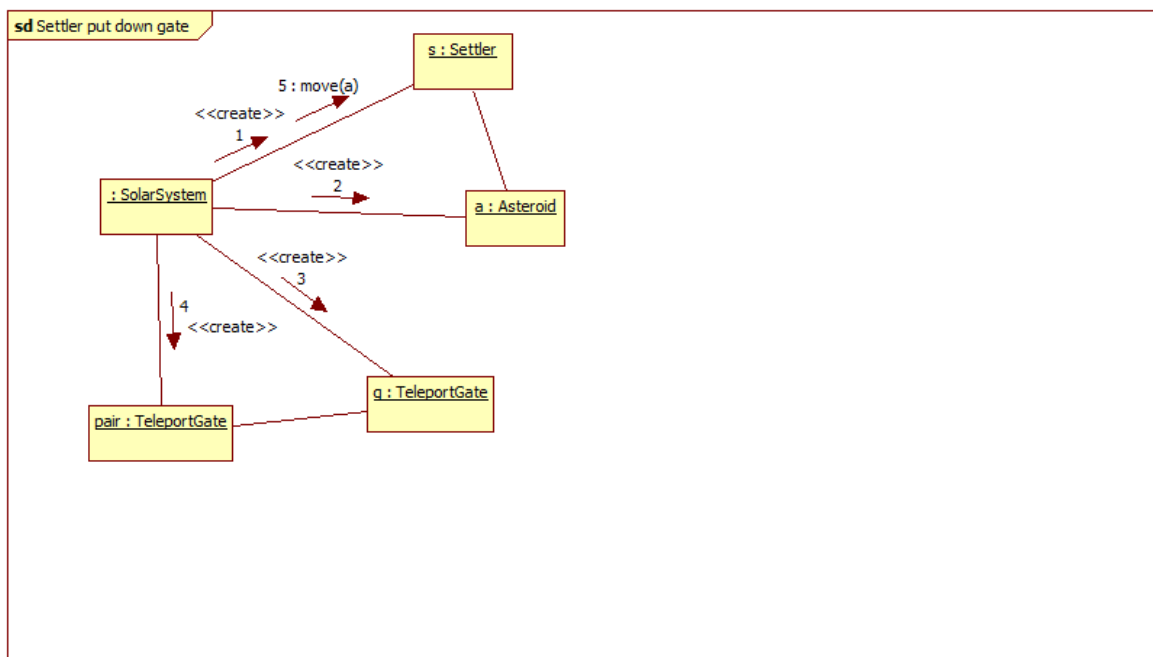 sd Settler put down gate
s : Settler
5 : move(a)
<<create>>
1
<<create>>
2
: SolarSystem
a : Asteroid
<<create>>
3
4
<<create>>
g : TeleportGate
pair : TeleportGate